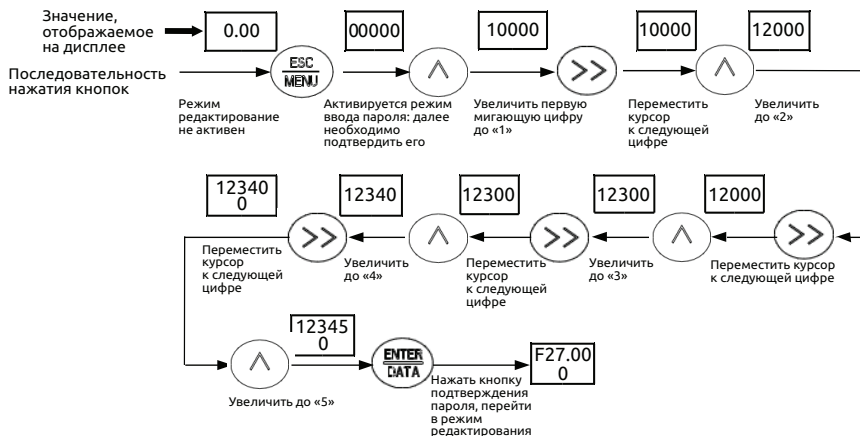 Значение,
отображаемое
на дисплее
0.00
00000
10000
10000
12000
Последовательность
нажатия кнопок
ESC
MENU
>>
Режим
редактирование
не активен
Активируется режим
ввода пароля: далее
необходимо
подтвердить его
Увеличить первую
мигающую цифру
до «1»
Переместить
курсор
к следующей
цифре
Увеличить
до «2»
12340
0
12340
12300
12300
12000
>>
>>
>>
Переместить
курсор
к следующей
цифре
Увеличить
до «4»
Переместить
курсор
к следующей
цифре
Увеличить
до «3»
Переместить курсор
к следующей цифре
12345
0
ENTER
DATA
F27.00
0
Увеличить до «5»
Нажать кнопку
подтверждения
пароля, перейти
в режим
редактирования